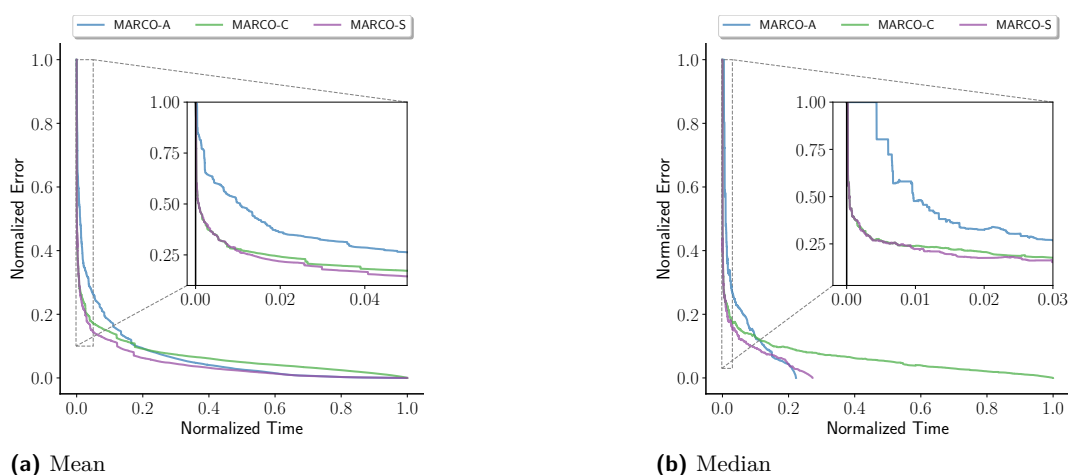 MARCO-A MARCO-C MARCO-S
1.0
0.8
0.6
0.4
0.2
0.0
Normalized Error
1.00
0.75
0.50
0.25
0.00 0.02 0.04
0.0 0.2 0.4 0.6 0.8 1.0
Normalized Time
(a) Mean
MARCO-A MARCO-C MARCO-S
1.0
0.8
0.6
0.4
0.2
0.0
Normalized Error
1.00
0.75
0.50
0.25
0.00 0.01 0.02 0.03
0.0 0.2 0.4 0.6 0.8 1.0
Normalized Time
(b) Median